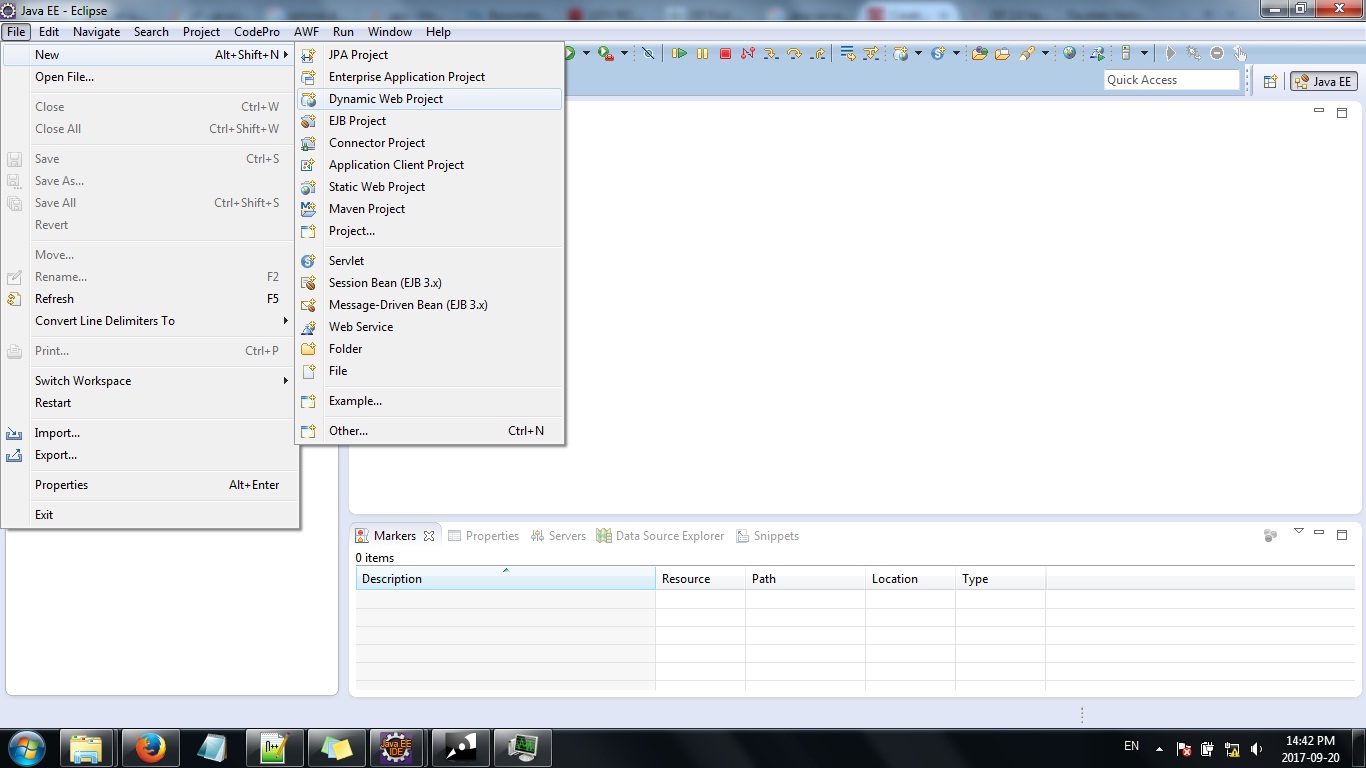 Java EE - Eclipse
File Edit Navigate Search Project CodePro AWF Run Window Help
New Alt+Shift+N
Open File...
Close Ctrl+W
Close All Ctrl+Shift+W
Save Ctrl+S
Save As...
Save All Ctrl+Shift+S
Revert
Move...
Rename... F2
Refresh F5
Convert Line Delimiters To
Print... Ctrl+P
Switch Workspace
Restart
Import...
Export...
Properties Alt+Enter
Exit
JPA Project
Enterprise Application Project
Dynamic Web Project
EJB Project
Connector Project
Application Client Project
Static Web Project
Maven Project
Project...
Servlet
Session Bean (EJB 3.x)
Message-Driven Bean (EJB 3.x)
Web Service
Folder
File
Example...
Other... Ctrl+N
Quick Access
Java EE
Markers Properties Servers Data Source Explorer Snippets
0 items
Description Resource Path Location Type
Java EE
IDE
EN
14:42 PM
2017-09-20